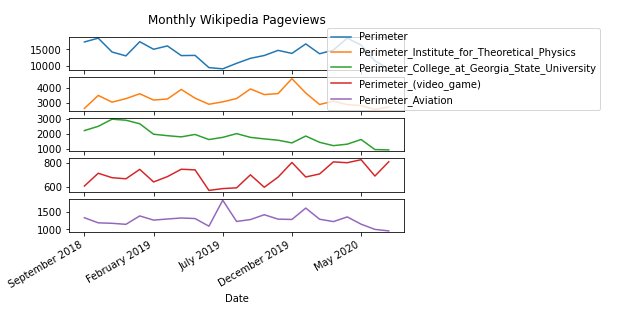 Monthly Wikipedia Pageviews
Perimeter
Perimeter_Institute_for_Theoretical_Physics
Perimeter_College_at_Georgia_State_University
Perimeter_(video_game)
Perimeter_Aviation
15000
10000
4000
3000
3000
2000
1000
800
600
1500
1000
September 2018
February 2019
July 2019
December 2019
May 2020
Date